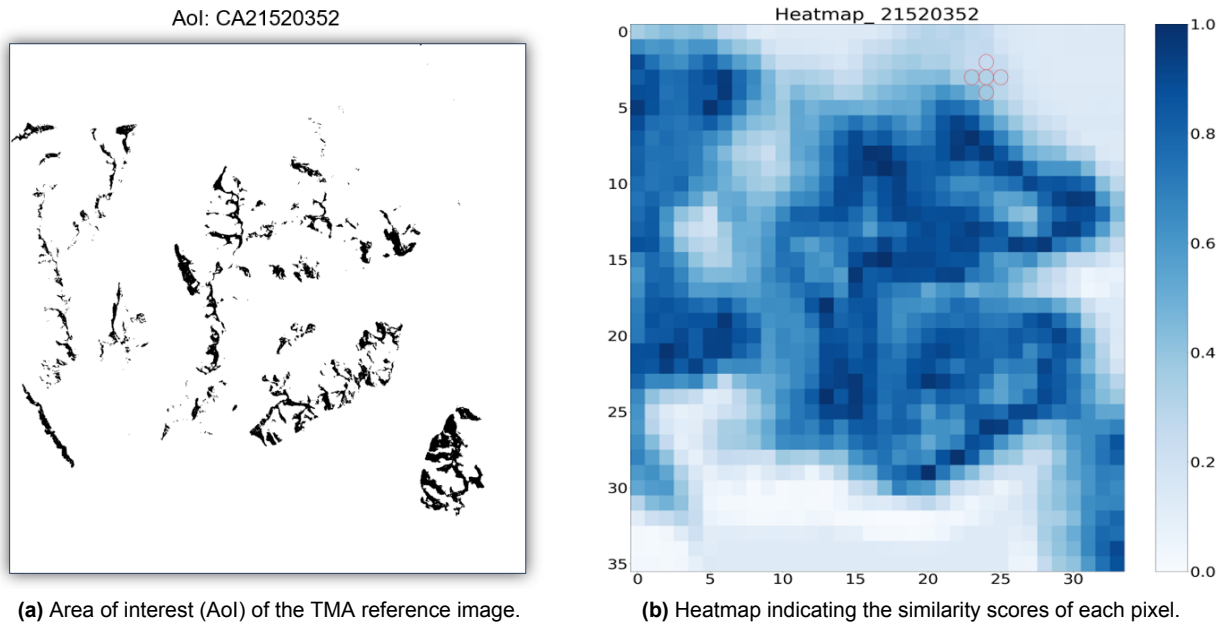 AoI: CA21520352
Heatmap_ 21520352
0
5
10
15
20
25
30
35
0 5 10 15 20 25 30
1.0
0.8
0.6
0.4
0.2
0.0
(a) Area of interest (AoI) of the TMA reference image.
(b) Heatmap indicating the similarity scores of each pixel.